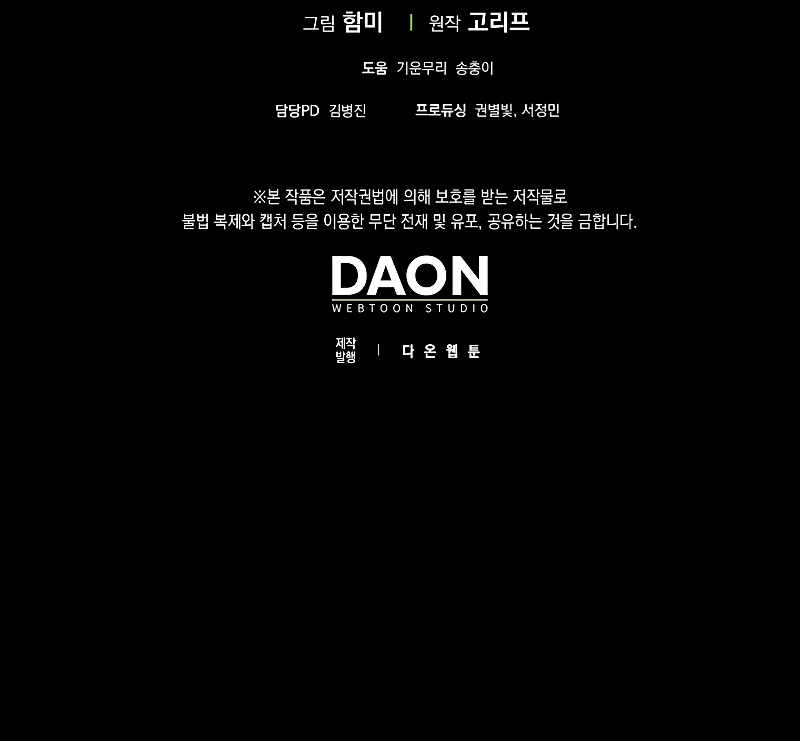 그림 함미 | 원작 고리프
도움 기운무리 송충이
담당PD 김병진 프로듀싱 권별빛, 서정민
※본 작품은 저작권법에 의해 보호를 받는 저작물로
불법 복제와 캡처 등을 이용한 무단 전재 및 유포, 공유하는 것을 금합니다.
DAON
WEBTOON STUDIO
제작
발행 | 다온웹툰